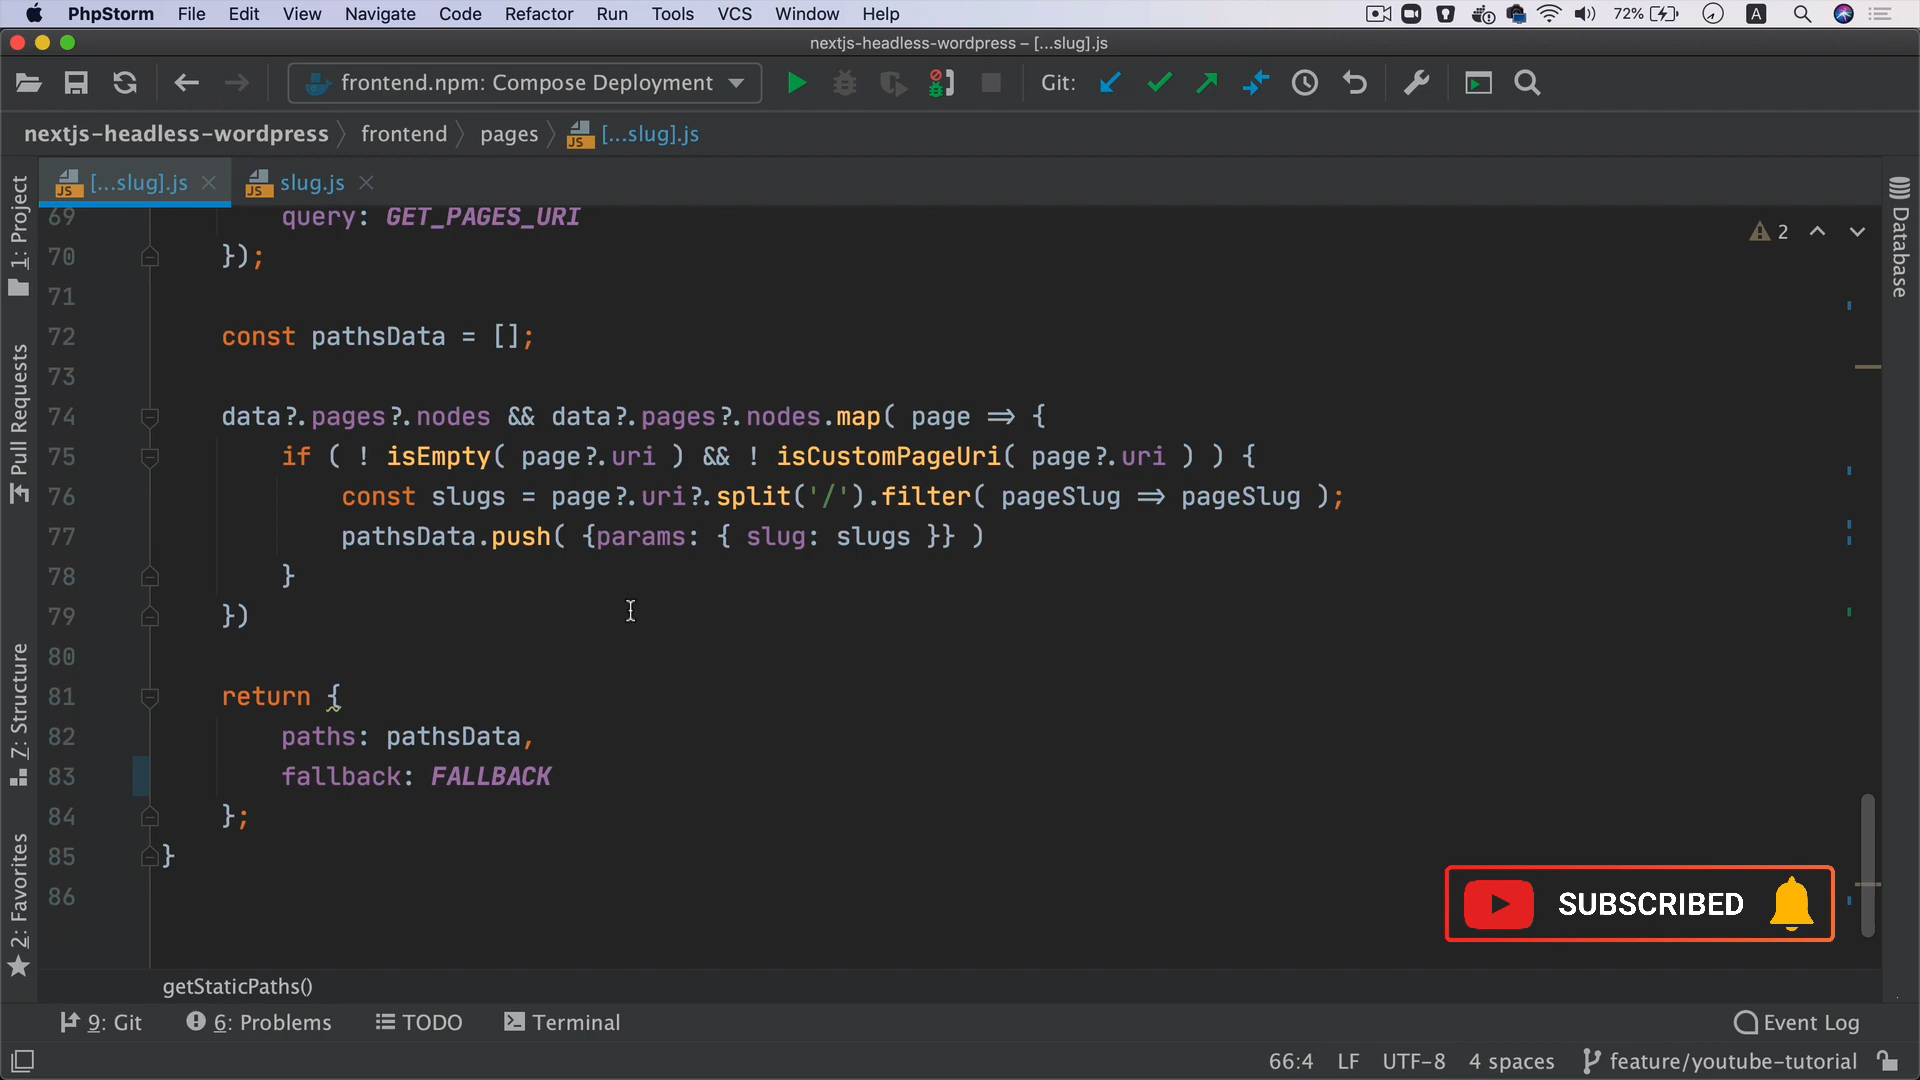 PhpStorm File Edit View Navigate Code Refactor Run Tools VCS Window Help 72% A
nextjs-headless-wordpress – [...slug].js
frontend.npm: Compose Deployment Git:
nextjs-headless-wordpress frontend pages JS [...slug].js
JS [...slug].js JS slug.js
1: Project
Pull Requests
Z: Structure
2: Favorites
Database
2
69 query: GET_PAGES_URI
70 });
71
72 const pathsData = [];
73
74 data?.pages?.nodes && data?.pages?.nodes.map( page => {
75 if ( ! isEmpty( page?.uri ) && ! isCustomPageUri( page?.uri ) ) {
76 const slugs = page?.uri?.split('/').filter( pageSlug => pageSlug );
77 pathsData.push( {params: { slug: slugs }} )
78 }
79 })
80
81 return {
82 paths: pathsData,
83 fallback: FALLBACK
84 };
85 }
86
SUBSCRIBED
getStaticPaths()
9: Git 6: Problems TODO Terminal Event Log
66:4 LF UTF-8 4 spaces feature/youtube-tutorial